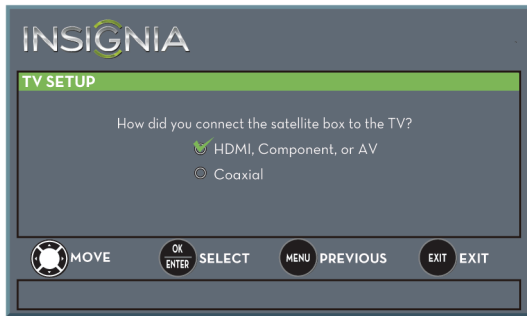 INSIGNIA
TV SETUP
How did you connect the satellite box to the TV?
HDMI, Component, or AV
Coaxial
MOVE
OK
ENTER
SELECT
MENU
PREVIOUS
EXIT
EXIT